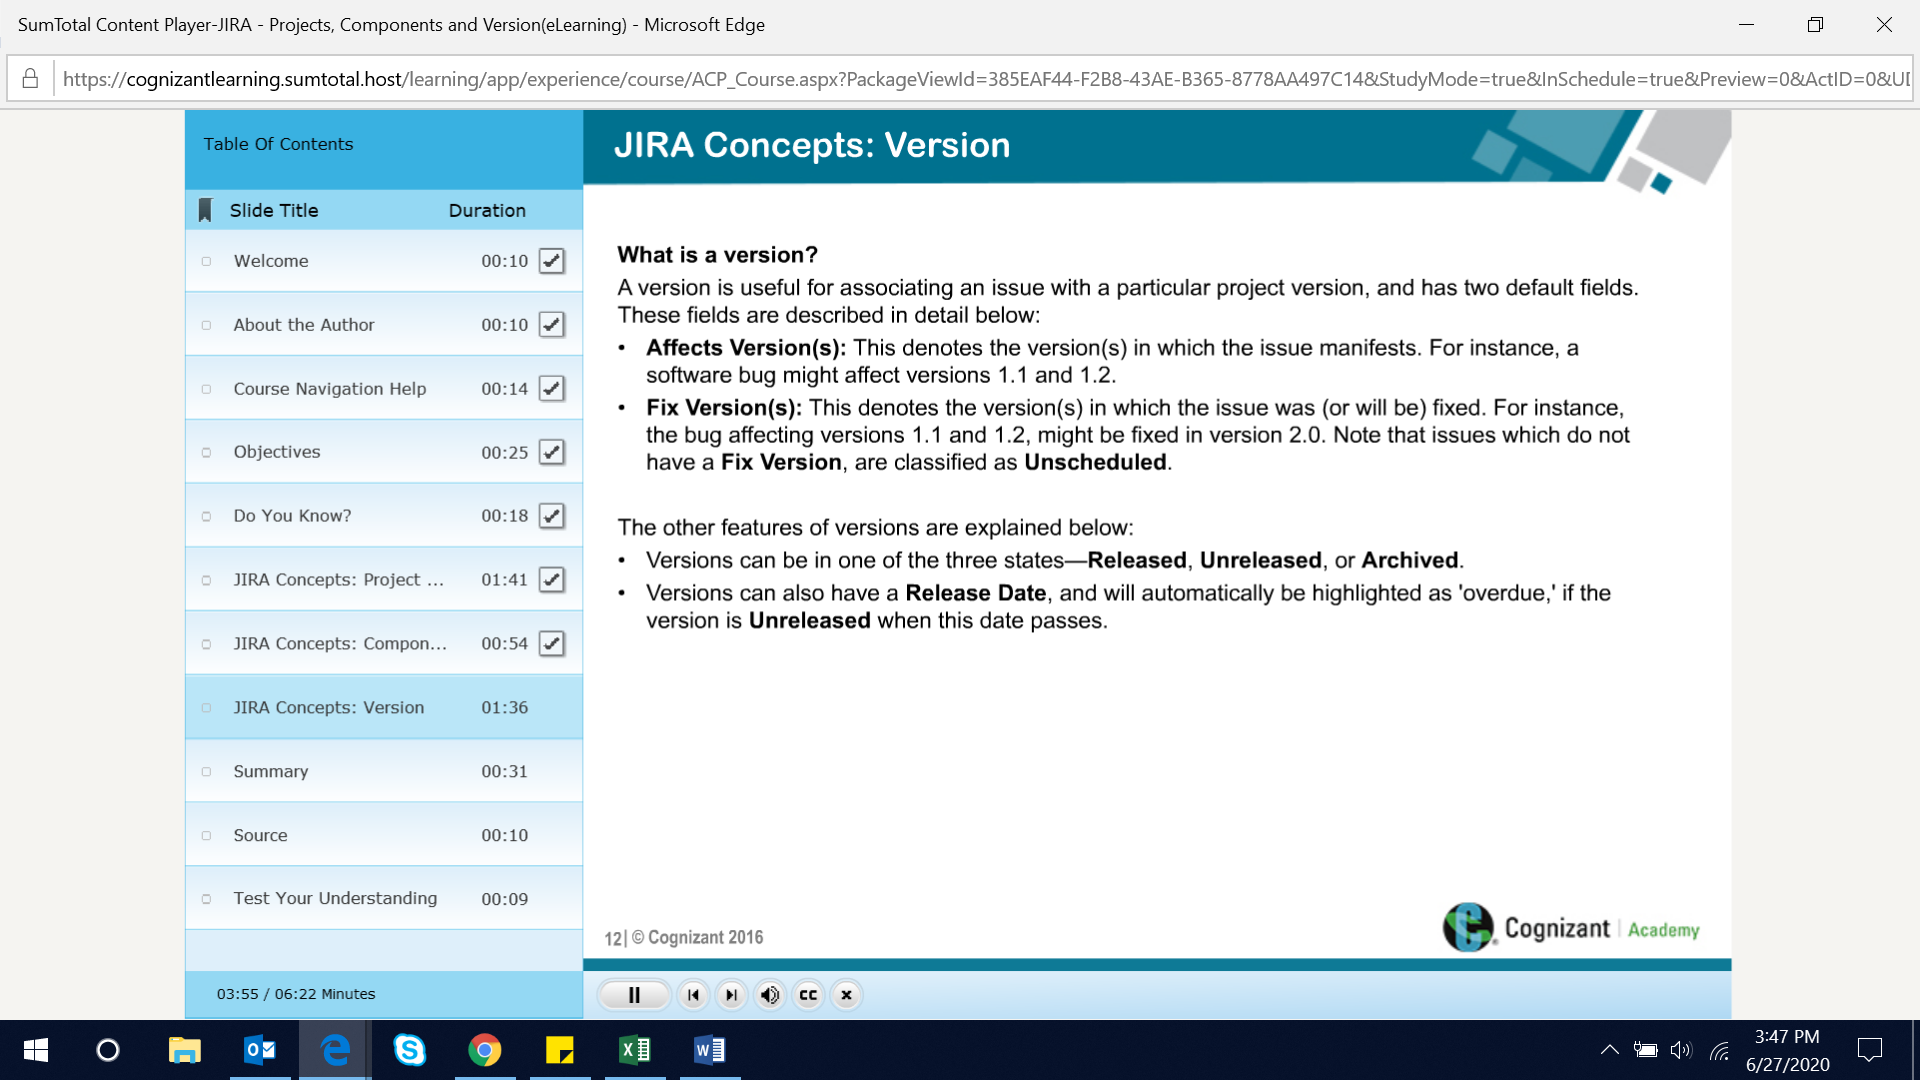 SumTotal Content Player-JIRA - Projects, Components and Version(eLearning) - Microsoft Edge
https://cognizantlearning.sumtotal.host/learning/app/experience/course/ACP_Course.aspx?PackageViewId=385EAF44-F2B8-43AE-B365-8778AA497C14&StudyMode=true&InSchedule=true&Preview=0&ActID=0&UI
Table Of Contents
Slide Title Duration
Welcome 00:10
About the Author 00:10
Course Navigation Help 00:14
Objectives 00:25
Do You Know? 00:18
JIRA Concepts: Project ... 01:41
JIRA Concepts: Compon... 00:54
JIRA Concepts: Version 01:36
Summary 00:31
Source 00:10
Test Your Understanding 00:09
03:55 / 06:22 Minutes
JIRA Concepts: Version
What is a version?
A version is useful for associating an issue with a particular project version, and has two default fields.
These fields are described in detail below:
• Affects Version(s): This denotes the version(s) in which the issue manifests. For instance, a
software bug might affect versions 1.1 and 1.2.
• Fix Version(s): This denotes the version(s) in which the issue was (or will be) fixed. For instance,
the bug affecting versions 1.1 and 1.2, might be fixed in version 2.0. Note that issues which do not
have a Fix Version, are classified as Unscheduled.
The other features of versions are explained below:
• Versions can be in one of the three states—Released, Unreleased, or Archived.
• Versions can also have a Release Date, and will automatically be highlighted as 'overdue,' if the
version is Unreleased when this date passes.
12| © Cognizant 2016
Cognizant | Academy
CC
3:47 PM
6/27/2020